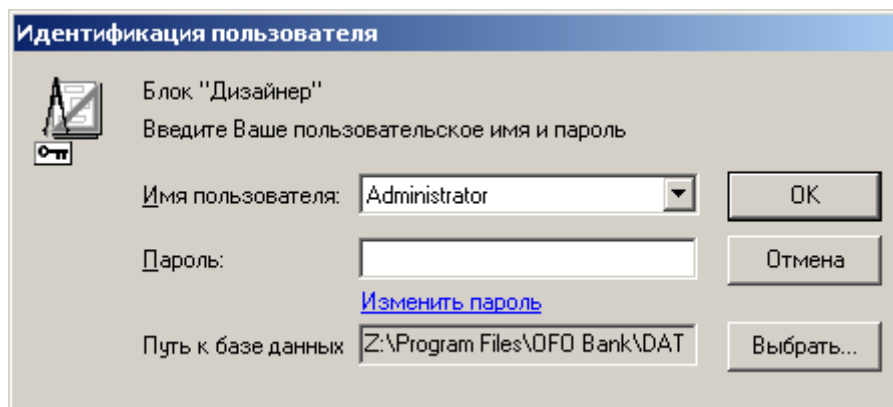 Идентификация пользователя
Блок "Дизайнер"
Введите Ваше пользовательское имя и пароль
Имя пользователя: Administrator OK
Пароль: Отмена
Изменить пароль
Путь к базе данных Z:\Program Files\OFO Bank\DAT Выбрать...